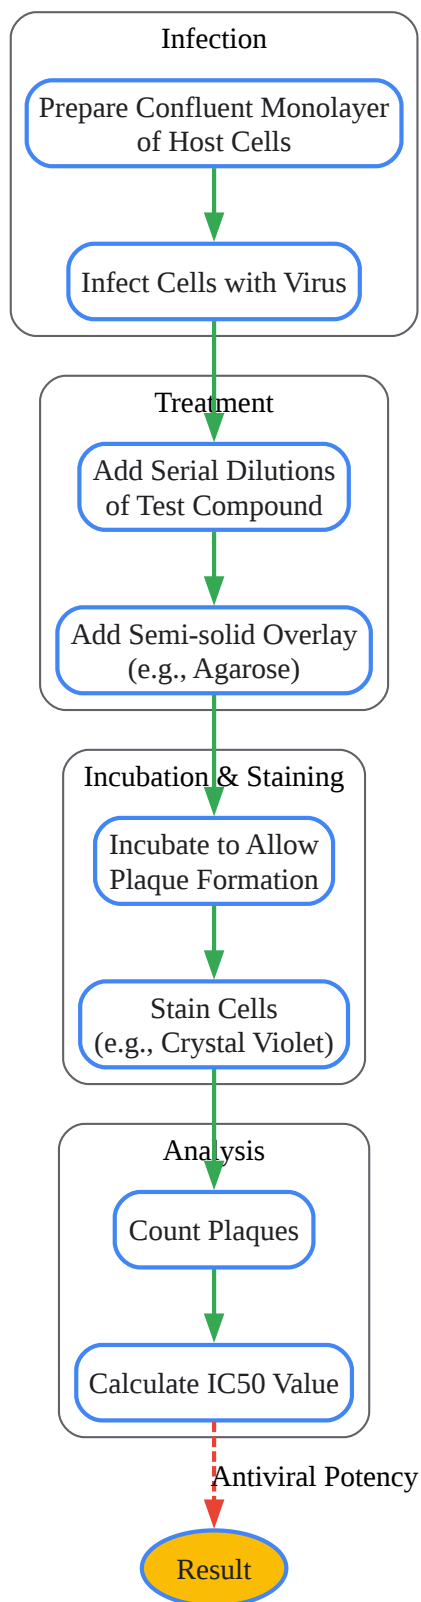 Infection
Prepare Confluent Monolayer
of Host Cells
Infect Cells with Virus
Treatment
Add Serial Dilutions
of Test Compound
Add Semi-solid Overlay
(e.g., Agarose)
Incubation & Staining
Incubate to Allow
Plaque Formation
Stain Cells
(e.g., Crystal Violet)
Analysis
Count Plaques
Calculate IC50 Value
Antiviral Potency
Result